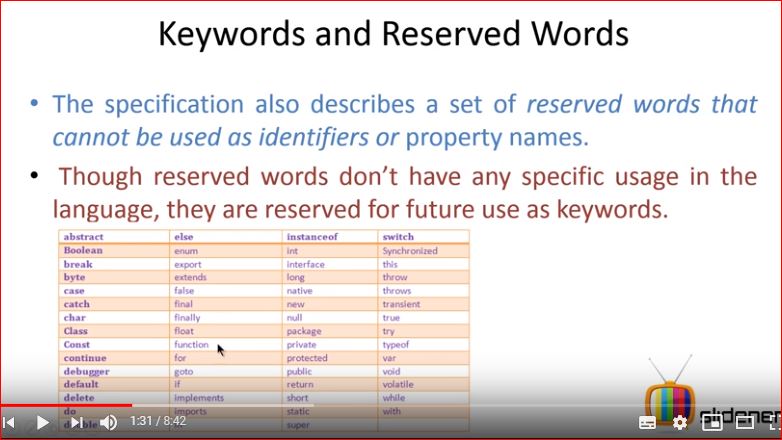 Keywords and Reserved Words
• The specification also describes a set of reserved words that
cannot be used as identifiers or property names.
• Though reserved words don't have any specific usage in the
language, they are reserved for future use as keywords.
abstract else instanceof switch
Boolean enum int Synchronized
break export interface this
byte extends long throw
case false native throws
catch final new transient
char finally null true
Class float package try
Const function private typeof
continue for protected var
debugger goto public void
default if return volatile
delete implements short while
do imports static with
super
1:31 / 8:42